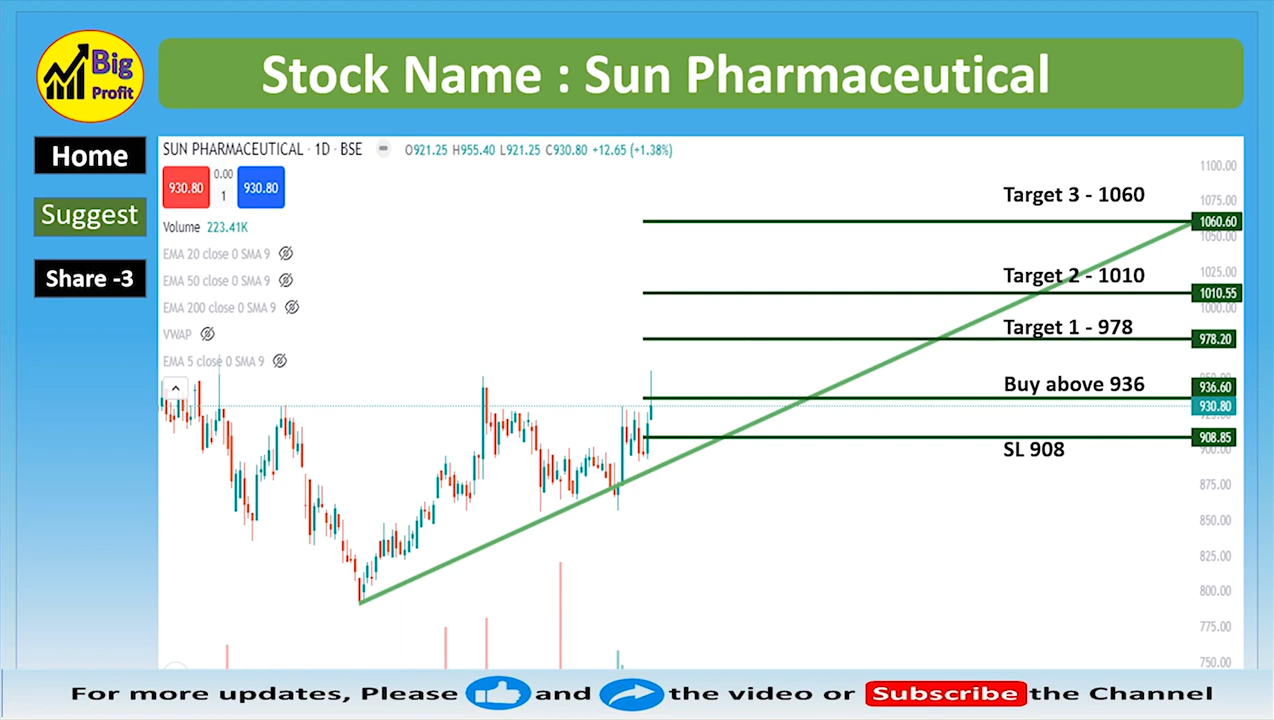 Big
Profit
Stock Name : Sun Pharmaceutical
Home
Suggest
Share -3
SUN PHARMACEUTICAL · 1D · BSE O921.25 H955.40 L921.25 C930.80 +12.65 (+1.38%)
930.80
0.00
1
930.80
Volume 223.41K
EMA 20 close 0 SMA 9
EMA 50 close 0 SMA 9
EMA 200 close 0 SMA 9
VWAP
EMA 5 close 0 SMA 9
Target 3 - 1060
Target 2 - 1010
Target 1 - 978
Buy above 936
SL 908
1100.00
1075.00
1060.60
1050.00
1025.00
1010.55
1000.00
978.20
936.60
930.80
908.85
900.00
875.00
850.00
825.00
800.00
775.00
750.00
For more updates, Please and the video or Subscribe the Channel